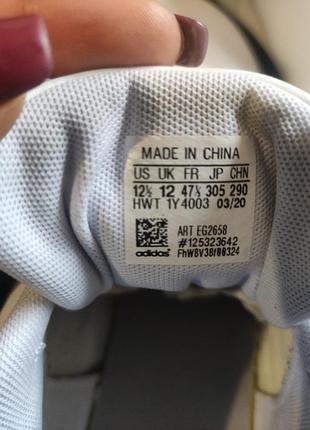 MADE IN CHINA
US UK FR JP CHN
12½ 12 47⅓ 305 290
HWT 1Y4003 03/20
ART EG2658
#125323642
adidas FhW8V38f00324